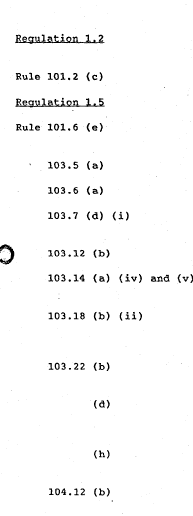 Regulation 1.2
Rule 101.2 (c)
Regulation 1.5
Rule 101.6 (e)
103.5 (a)
103.6 (a)
103.7 (d) (i)
103.12 (b)
103.14 (a) (iv) and (v)
103.18 (b) (ii)
103.22 (b)
(d)
(h)
104.12 (b)